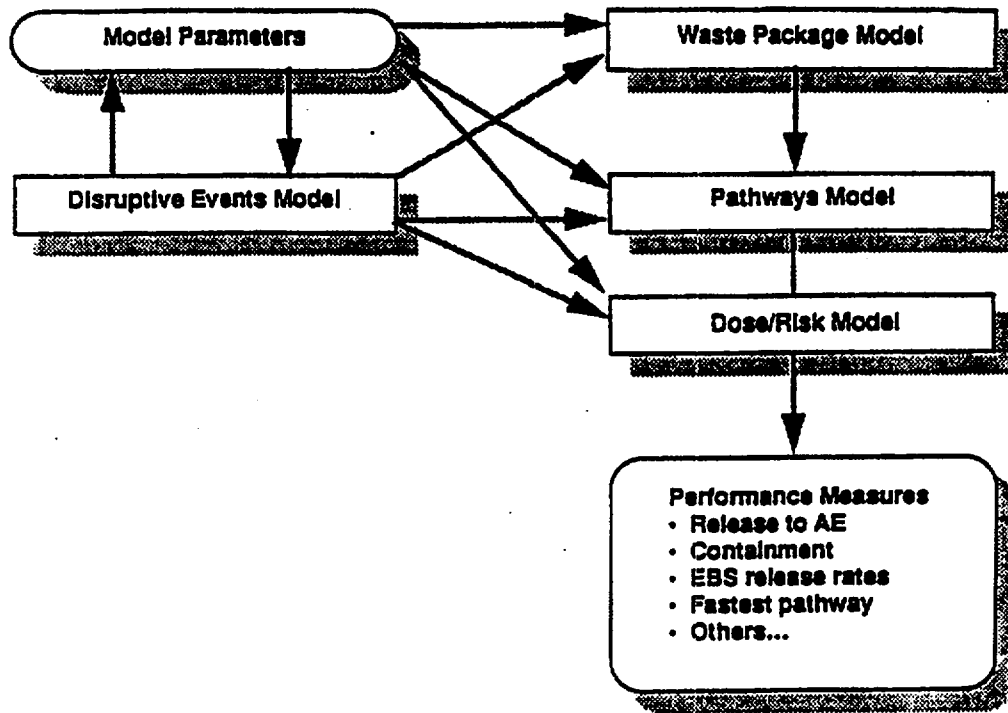 Model Parameters
Waste Package Model
Disruptive Events Model
Pathways Model
Dose/Risk Model
Performance Measures
• Release to AE
• Containment
• EBS release rates
• Fastest pathway
• Others...